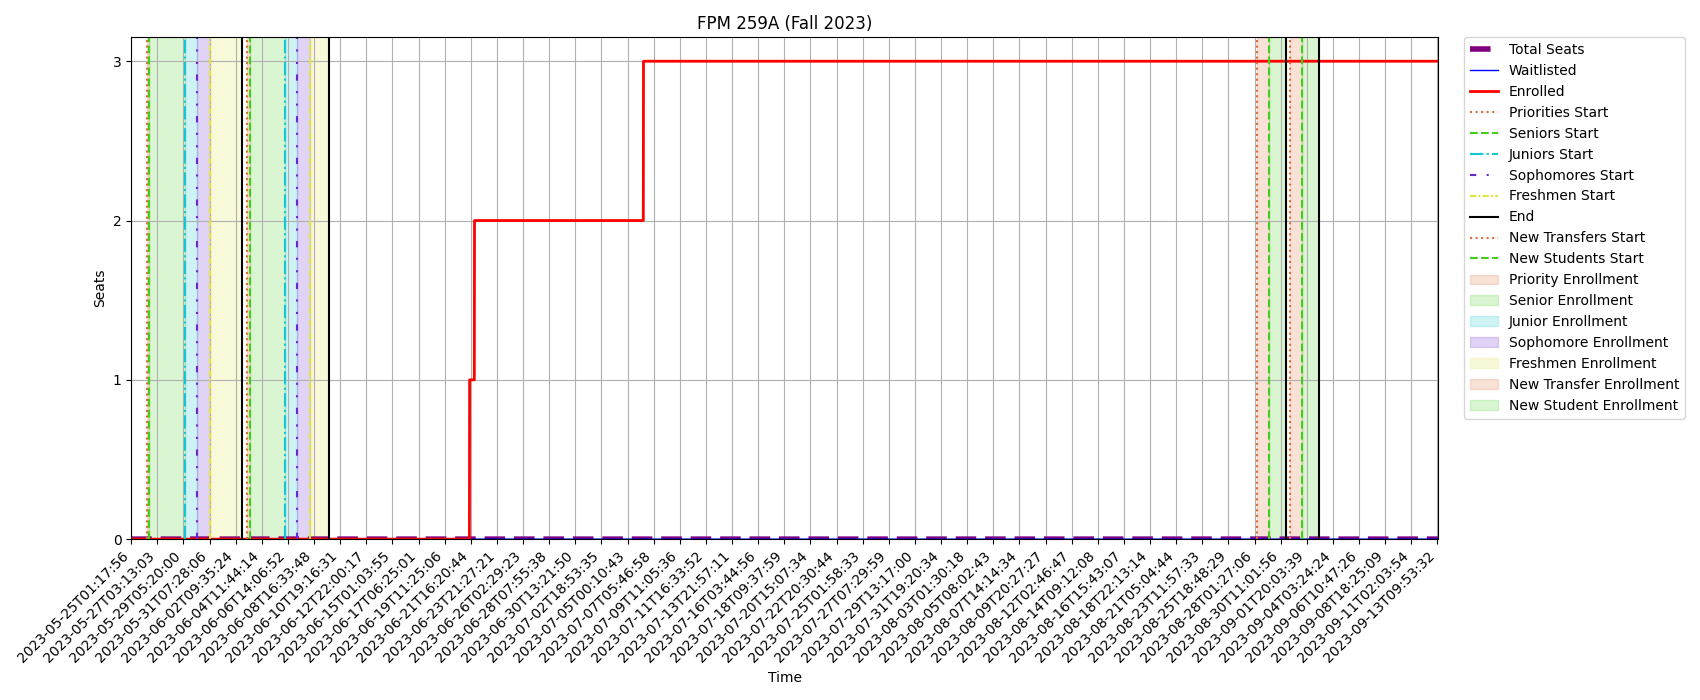 FPM 259A (Fall 2023)
3
2
1
0
Seats
2023-05-25T01:17:56
2023-05-27T03:13:03
2023-05-29T05:20:00
2023-05-31T07:28:06
2023-06-02T09:35:24
2023-06-04T11:44:14
2023-06-06T14:06:52
2023-06-08T16:33:48
2023-06-10T19:16:31
2023-06-12T22:00:17
2023-06-15T01:03:55
2023-06-17T06:25:01
2023-06-19T11:25:06
2023-06-21T16:20:44
2023-06-23T21:27:21
2023-06-26T02:29:23
2023-06-28T07:55:38
2023-06-30T13:21:50
2023-07-02T18:53:35
2023-07-05T00:10:43
2023-07-07T05:46:58
2023-07-09T11:05:36
2023-07-11T16:33:52
2023-07-13T21:57:11
2023-07-16T03:44:56
2023-07-18T09:37:59
2023-07-20T15:07:34
2023-07-22T20:30:44
2023-07-25T01:58:33
2023-07-27T07:29:59
2023-07-29T13:17:00
2023-07-31T19:20:34
2023-08-03T01:30:18
2023-08-05T08:02:43
2023-08-07T14:14:34
2023-08-09T20:27:27
2023-08-12T02:46:47
2023-08-14T09:12:08
2023-08-16T15:43:07
2023-08-18T22:13:14
2023-08-21T05:04:44
2023-08-23T11:57:33
2023-08-25T18:48:29
2023-08-28T01:27:06
2023-08-30T11:01:56
2023-09-01T20:03:39
2023-09-04T03:24:24
2023-09-06T10:47:26
2023-09-08T18:25:09
2023-09-11T02:03:54
2023-09-13T09:53:32
Time
Total Seats
Waitlisted
Enrolled
Priorities Start
Seniors Start
Juniors Start
Sophomores Start
Freshmen Start
End
New Transfers Start
New Students Start
Priority Enrollment
Senior Enrollment
Junior Enrollment
Sophomore Enrollment
Freshmen Enrollment
New Transfer Enrollment
New Student Enrollment